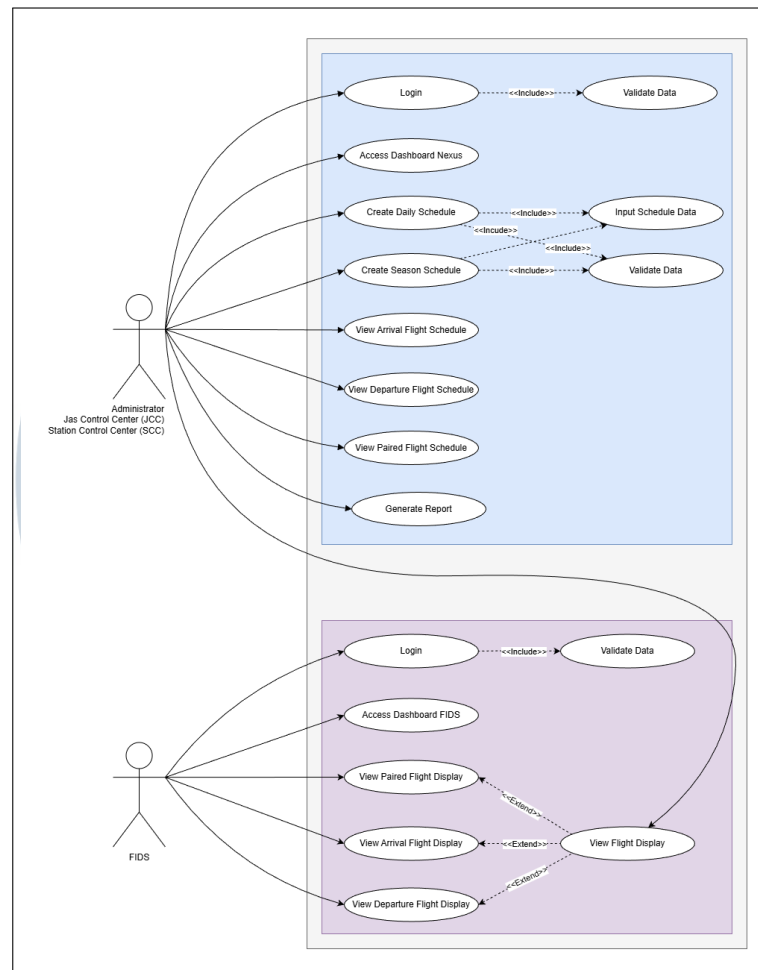 Login
<<Include>>
Validate Data
Access Dashboard Nexus
Create Daily Schedule
<<Include>>
Input Schedule Data
<<Incude>>
<<Include>>
Create Season Schedule
<<Include>>
Validate Data
View Arrival Flight Schedule
View Departure Flight Schedule
Administrator
Jas Control Center (JCC)
Station Control Center (SCC)
View Paired Flight Schedule
Generate Report
Login
<<Include>>
Validate Data
Access Dashboard FIDS
View Paired Flight Display
<<Extend>>
View Arrival Flight Display
<<Extend>>
View Flight Display
FIDS
<<Extend>>
View Departure Flight Display